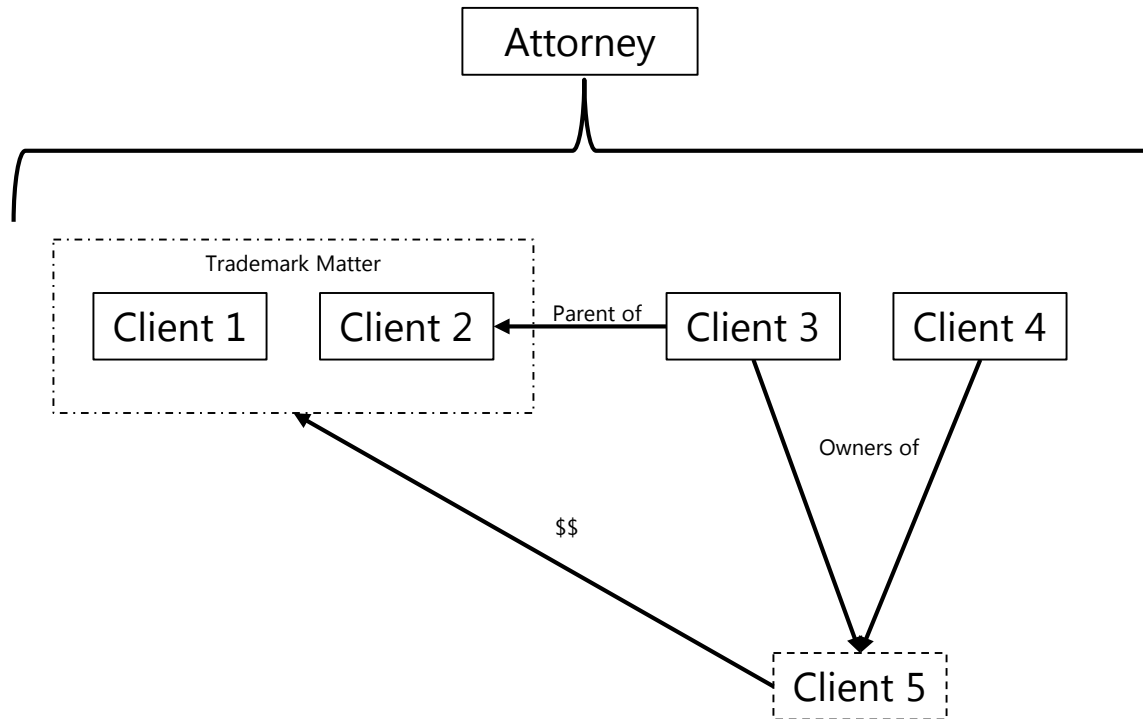 Attorney
Trademark Matter
Client 1
Client 2
Parent of
Client 3
Client 4
Owners of
$$
Client 5